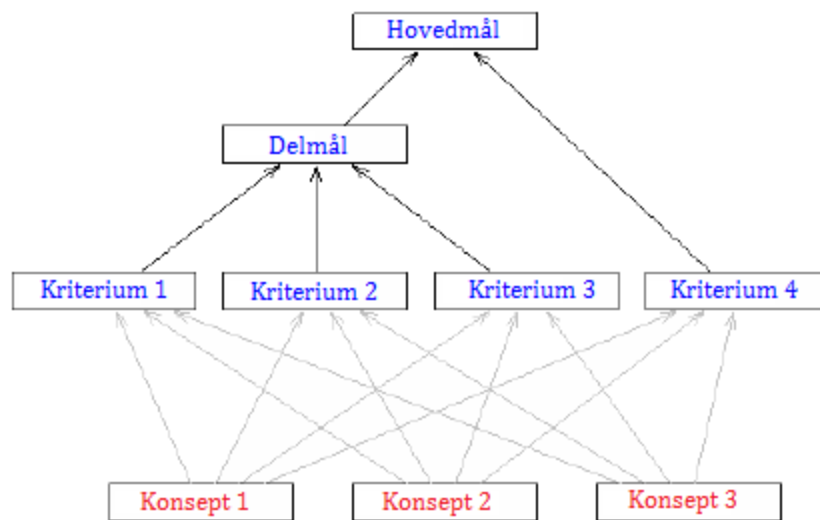 Hovedmål
Delmål
Kriterium 1
Kriterium 2
Kriterium 3
Kriterium 4
Konsept 1
Konsept 2
Konsept 3